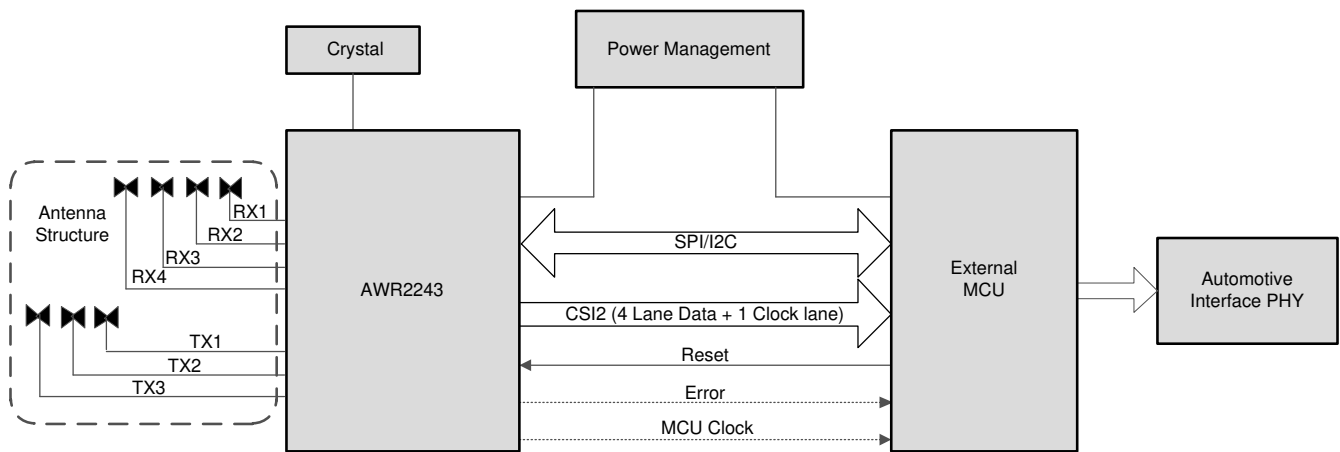 Crystal
Power Management
Antenna
Structure
RX1
RX2
RX3
RX4
TX1
TX2
TX3
AWR2243
SPI/I2C
CSI2 (4 Lane Data + 1 Clock lane)
Reset
Error
MCU Clock
External
MCU
Automotive
Interface PHY